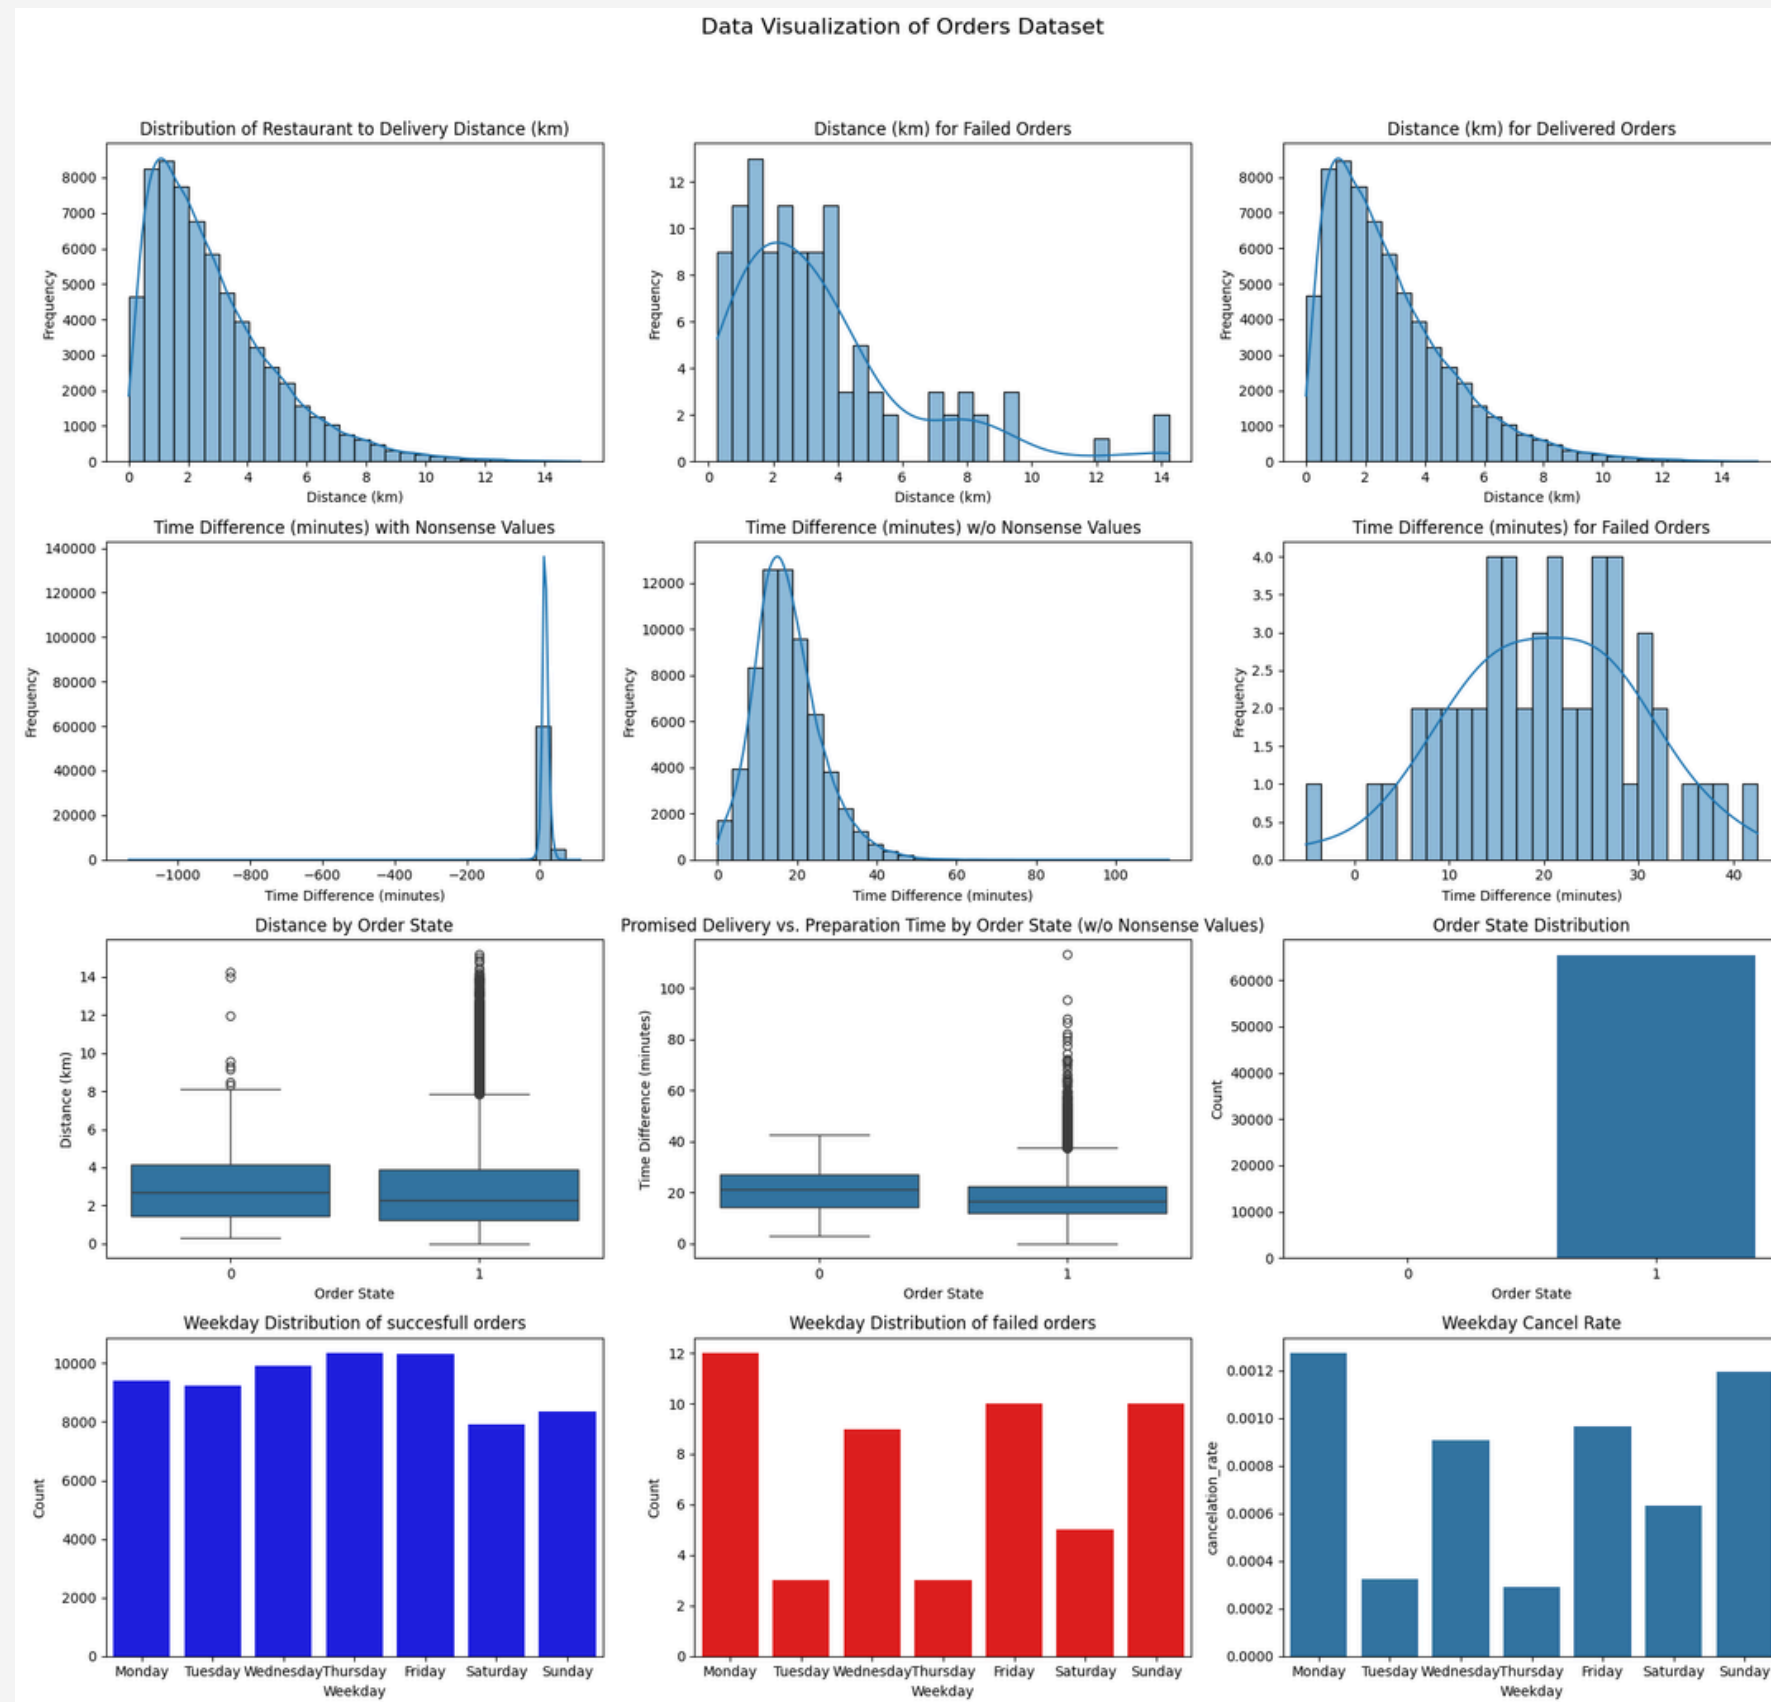 Data Visualization of Orders Dataset
Distribution of Restaurant to Delivery Distance (km)
Frequency
8000
7000
6000
5000
4000
3000
2000
1000
0
0 2 4 6 8 10 12 14
Distance (km)
Distance (km) for Failed Orders
Frequency
12
10
8
6
4
2
0
0 2 4 6 8 10 12 14
Distance (km)
Distance (km) for Delivered Orders
Frequency
8000
7000
6000
5000
4000
3000
2000
1000
0
0 2 4 6 8 10 12 14
Distance (km)
Time Difference (minutes) with Nonsense Values
Frequency
140000
120000
100000
80000
60000
40000
20000
0
−1000 −800 −600 −400 −200 0
Time Difference (minutes)
Time Difference (minutes) w/o Nonsense Values
Frequency
12000
10000
8000
6000
4000
2000
0
0 20 40 60 80 100
Time Difference (minutes)
Time Difference (minutes) for Failed Orders
Frequency
4.0
3.5
3.0
2.5
2.0
1.5
1.0
0.5
0.0
0 10 20 30 40
Time Difference (minutes)
Distance by Order State
Distance (km)
14
12
10
8
6
4
2
0
0 1
Order State
Promised Delivery vs. Preparation Time by Order State (w/o Nonsense Values)
Time Difference (minutes)
100
80
60
40
20
0
0 1
Order State
Order State Distribution
Count
60000
50000
40000
30000
20000
10000
0
0 1
Order State
Weekday Distribution of succesfull orders
Count
10000
8000
6000
4000
2000
0
Monday Tuesday Wednesday Thursday Friday Saturday Sunday
Weekday
Weekday Distribution of failed orders
Count
12
10
8
6
4
2
0
Monday Tuesday Wednesday Thursday Friday Saturday Sunday
Weekday
Weekday Cancel Rate
cancelation_rate
0.0012
0.0010
0.0008
0.0006
0.0004
0.0002
0.0000
Monday Tuesday Wednesday Thursday Friday Saturday Sunday
Weekday